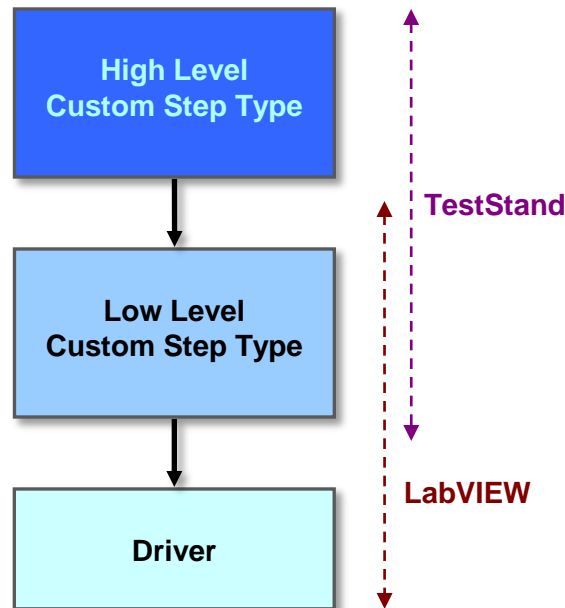 High Level
Custom Step Type
TestStand
Low Level
Custom Step Type
LabVIEW
Driver